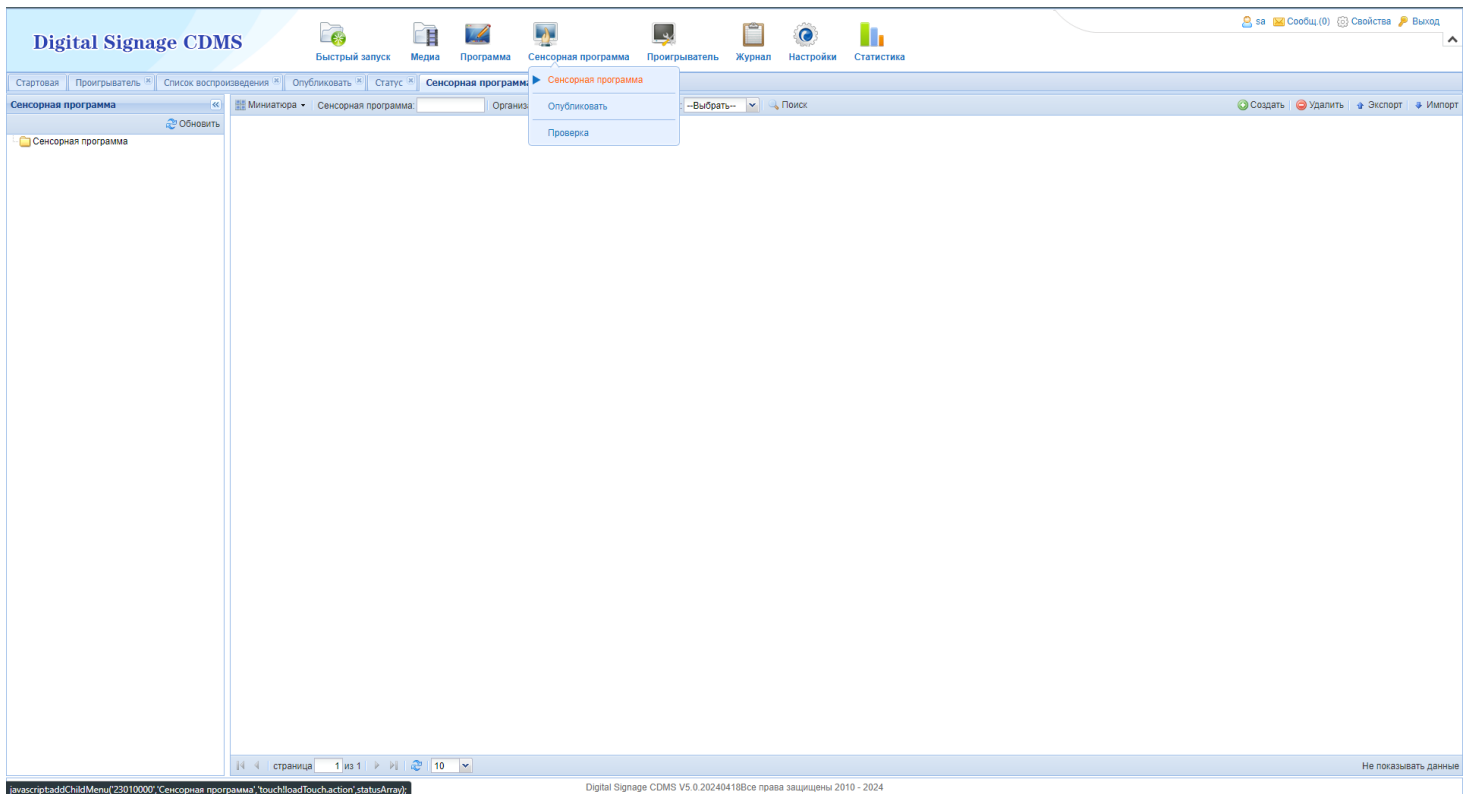 sa Сообщ.(0) Свойства Выход
Digital Signage CDMS
Быстрый запуск Медиа Программа Сенсорная программа Проигрыватель Журнал Настройки Статистика
Стартовая Проигрыватель Список воспроизведения Опубликовать Статус Сенсорная программа
Сенсорная программа
Опубликовать
Проверка
Сенсорная программа
Миниатюра Сенсорная программа: --Выбрать-- Поиск Создать Удалить Экспорт Импорт
Обновить
Сенсорная программа
страница 1 из 1 10 Не показывать данные
javascript:addChildMenu('23010000','Сенсорная программа','touch!loadTouch.action',statusArray);
Digital Signage CDMS V5.0.20240418Все права защищены 2010 - 2024